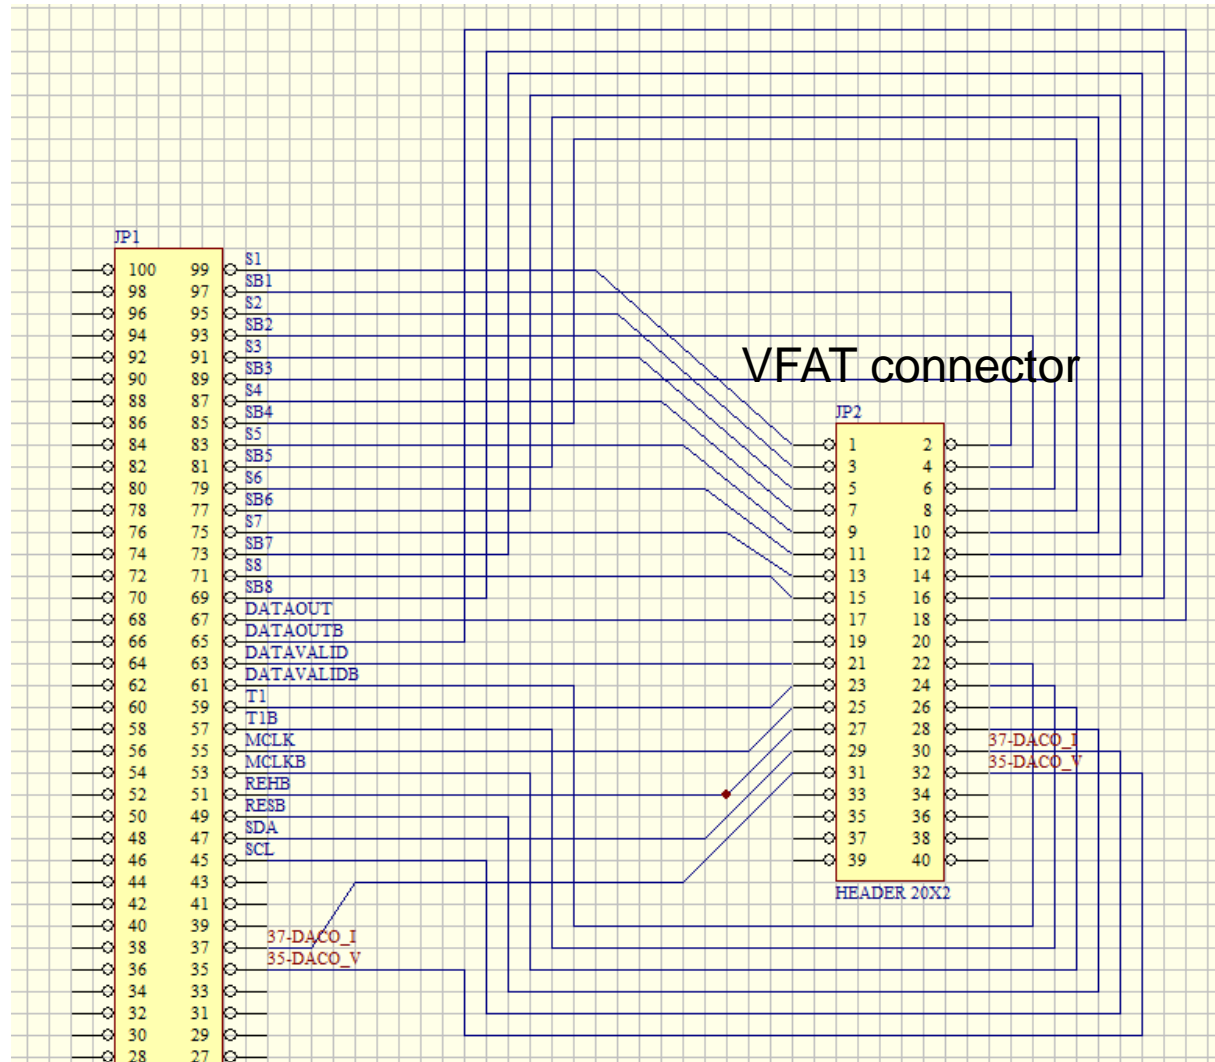 JP1
100 99 S1
98 97 SB1
96 95 S2
94 93 SB2
92 91 S3
90 89 SB3
88 87 S4
86 85 SB4
84 83 S5
82 81 SB5
80 79 S6
78 77 SB6
76 75 S7
74 73 SB7
72 71 S8
70 69 SB8
68 67 DATAOUT
66 65 DATAOUTB
64 63 DATAVALID
62 61 DATAVALIDB
60 59 T1
58 57 T1B
56 55 MCLK
54 53 MCLKB
52 51 REHB
50 49 RESB
48 47 SDA
46 45 SCL
44 43
42 41
40 39
38 37 37-DACO_I
36 35 35-DACO_V
34 33
32 31
30 29
28 27
VFAT connector
JP2
1 2
3 4
5 6
7 8
9 10
11 12
13 14
15 16
17 18
19 20
21 22
23 24
25 26
27 28
29 30 37-DACO_I
31 32 35-DACO_V
33 34
35 36
37 38
39 40
HEADER 20X2